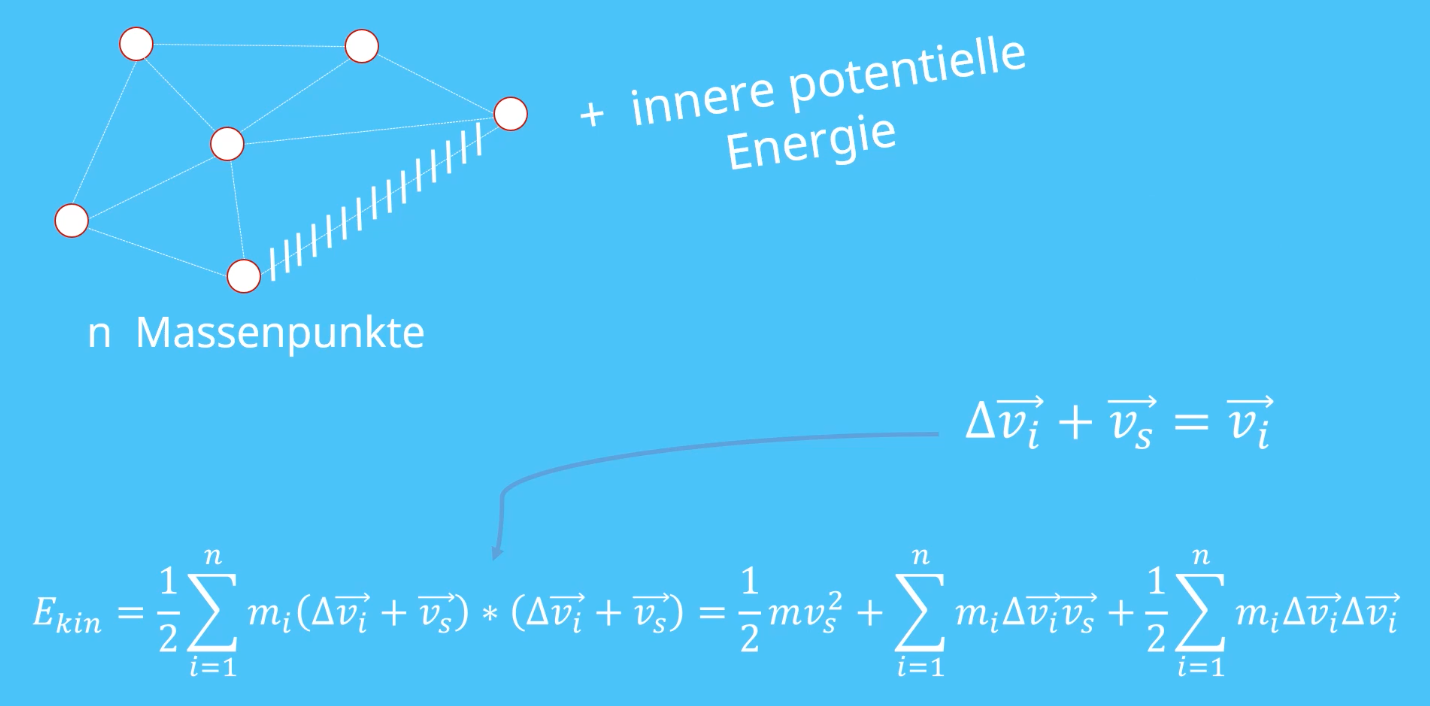 + innere potentielle
Energie
n Massenpunkte
$\Delta\overrightarrow{v_i} + \overrightarrow{v_s} = \overrightarrow{v_i}$
$E_{kin} = \frac{1}{2}\sum_{i=1}^{n} m_i(\Delta\overrightarrow{v_i} + \overrightarrow{v_s}) * (\Delta\overrightarrow{v_i} + \overrightarrow{v_s}) = \frac{1}{2}mv_s^2 + \sum_{i=1}^{n} m_i\Delta\overrightarrow{v_i}\overrightarrow{v_s} + \frac{1}{2}\sum_{i=1}^{n} m_i\Delta\overrightarrow{v_i}\Delta\overrightarrow{v_i}$